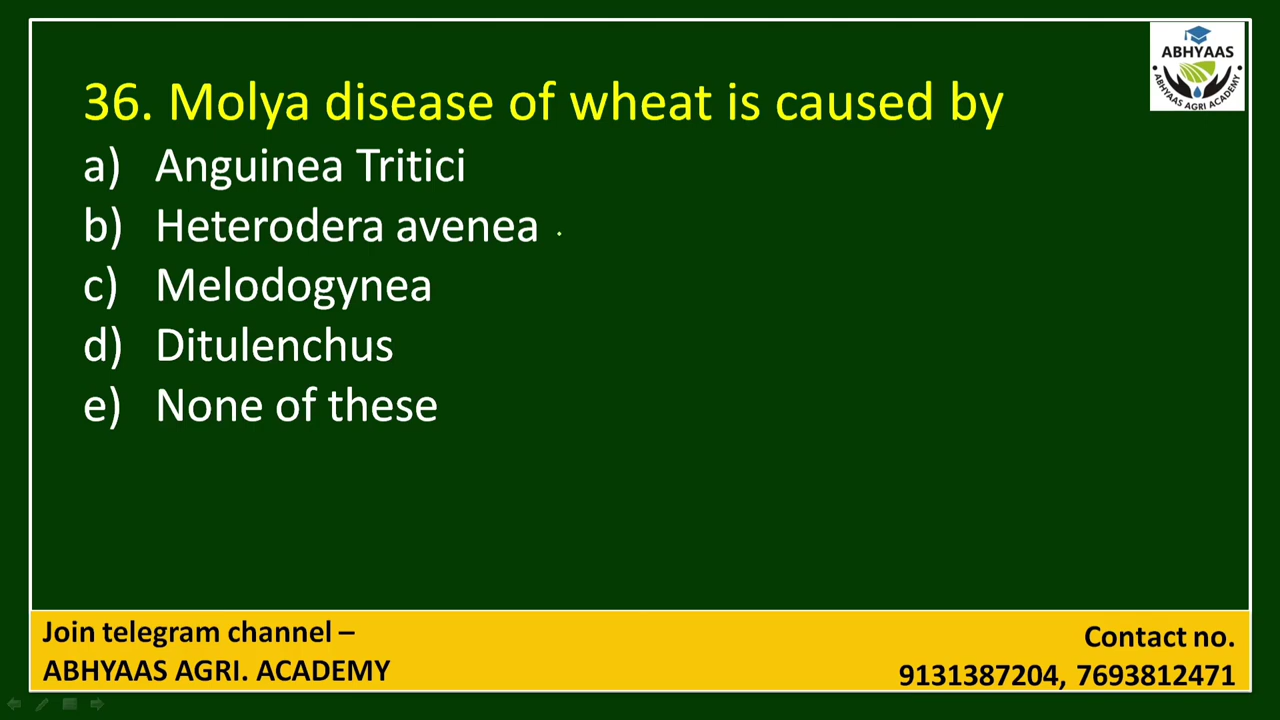 36. Molya disease of wheat is caused by
a) Anguinea Tritici
b) Heterodera avenea
c) Melodogynea
d) Ditulenchus
e) None of these
ABHYAAS
ABHYAAS AGRI ACADEMY
Join telegram channel –
ABHYAAS AGRI. ACADEMY
Contact no.
9131387204, 7693812471